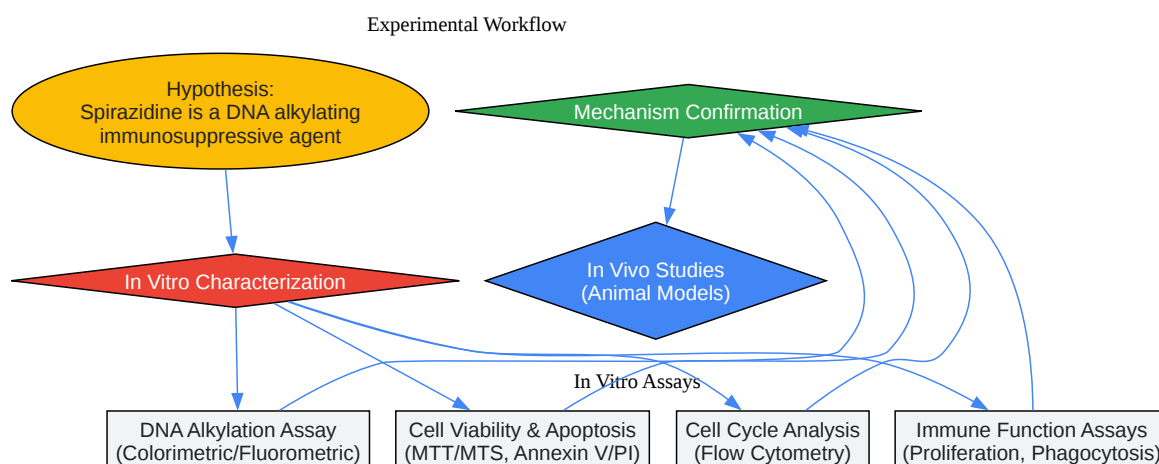 Experimental Workflow
Hypothesis:
Spirazidine is a DNA alkylating
immunosuppressive agent
Mechanism Confirmation
In Vitro Characterization
In Vivo Studies
(Animal Models)
In Vitro Assays
DNA Alkylation Assay
(Colorimetric/Fluorometric)
Cell Viability & Apoptosis
(MTT/MTS, Annexin V/PI)
Cell Cycle Analysis
(Flow Cytometry)
Immune Function Assays
(Proliferation, Phagocytosis)